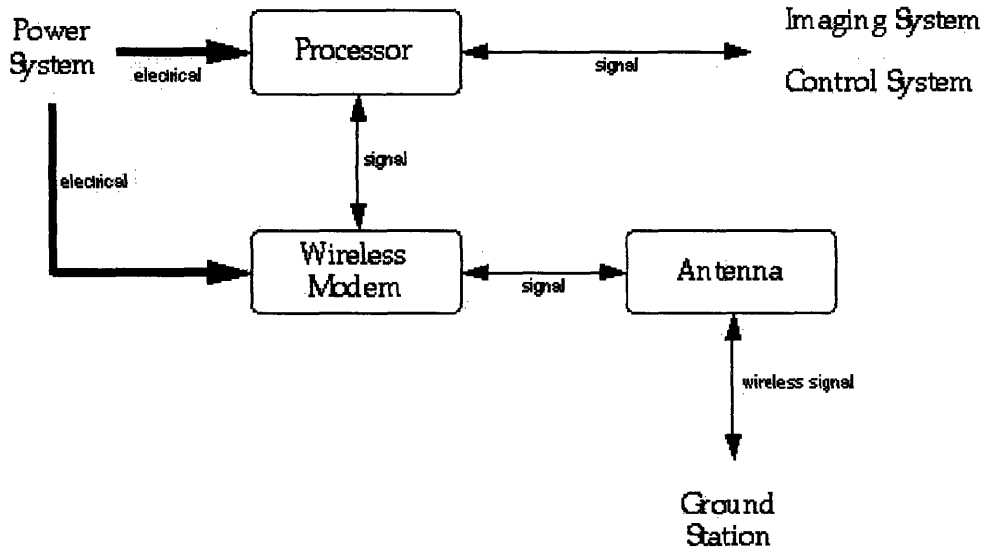 Power
System
electrical
Processor
signal
Imaging System
Control System
signal
electrical
Wireless
Modem
signal
Antenna
wireless signal
Ground
Station